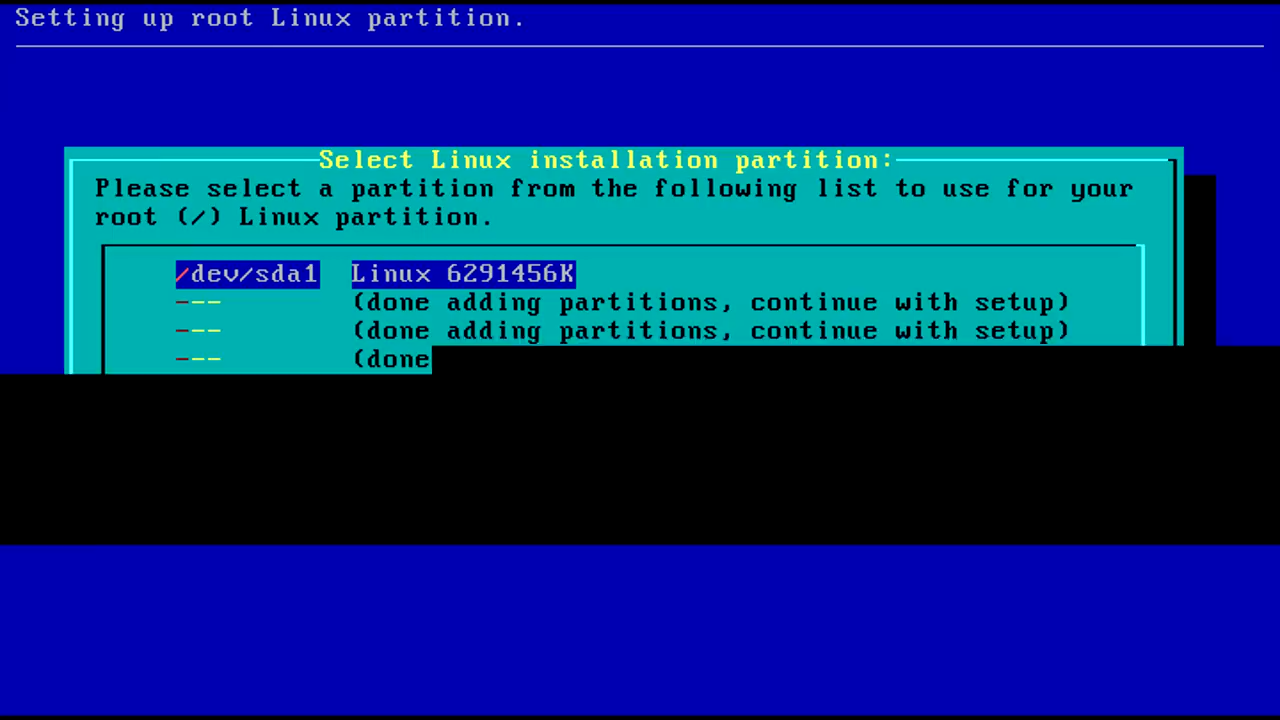 Setting up root Linux partition.
Select Linux installation partition:
Please select a partition from the following list to use for your
root (/) Linux partition.
/dev/sda1 Linux 6291456K
--- (done adding partitions, continue with setup)
--- (done adding partitions, continue with setup)
--- (done